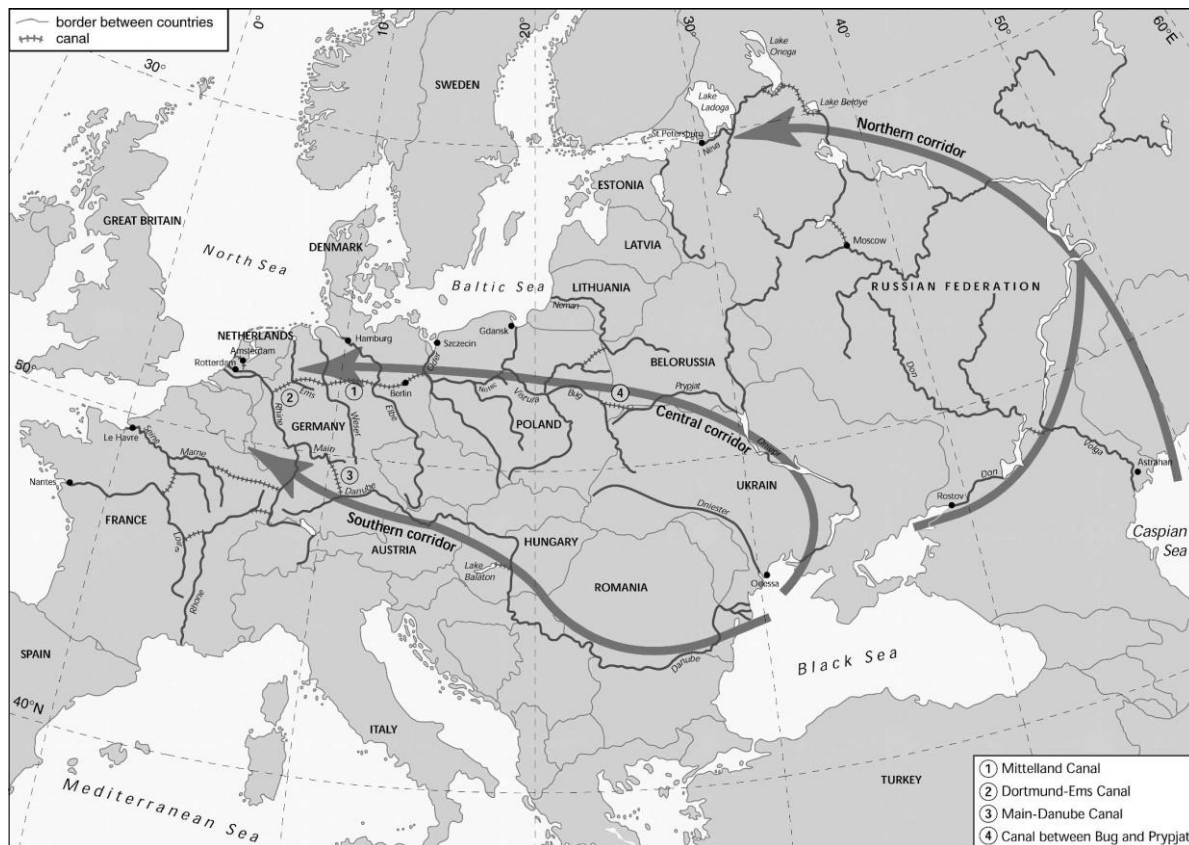 border between countries
canal
30°
0°
10°
20°
30°
40°
50°
60°E
50°
40°N
SWEDEN
Lake
Onega
Lake
Ladoga
Lake Beloye
St.Petersburg
Neva
Northern corridor
ESTONIA
GREAT BRITAIN
North Sea
DENMARK
LATVIA
Moscow
Baltic Sea
LITHUANIA
RUSSIAN FEDERATION
Neman
NETHERLANDS
Hamburg
Gdansk
Szczecin
Amsterdam
Rotterdam
BELORUSSIA
Oder
Berlin
Notec
Visrula
Bug
4
Prypjat
Don
1
2
Ems
Rhine
Weser
Elbe
GERMANY
POLAND
Central corridor
Dnepr
Le Havre
Seine
Main
Marne
3
Danube
Nantes
UKRAIN
Volga
Astrahan
Don
Rostov
Dniester
FRANCE
Southern corridor
HUNGARY
AUSTRIA
Caspian
Sea
Loire
Lake
Balaton
ROMANIA
Odessa
Rhone
SPAIN
Danube
Black Sea
ITALY
TURKEY
Mediterranean Sea
1 Mittelland Canal
2 Dortmund-Ems Canal
3 Main-Danube Canal
4 Canal between Bug and Prypjat